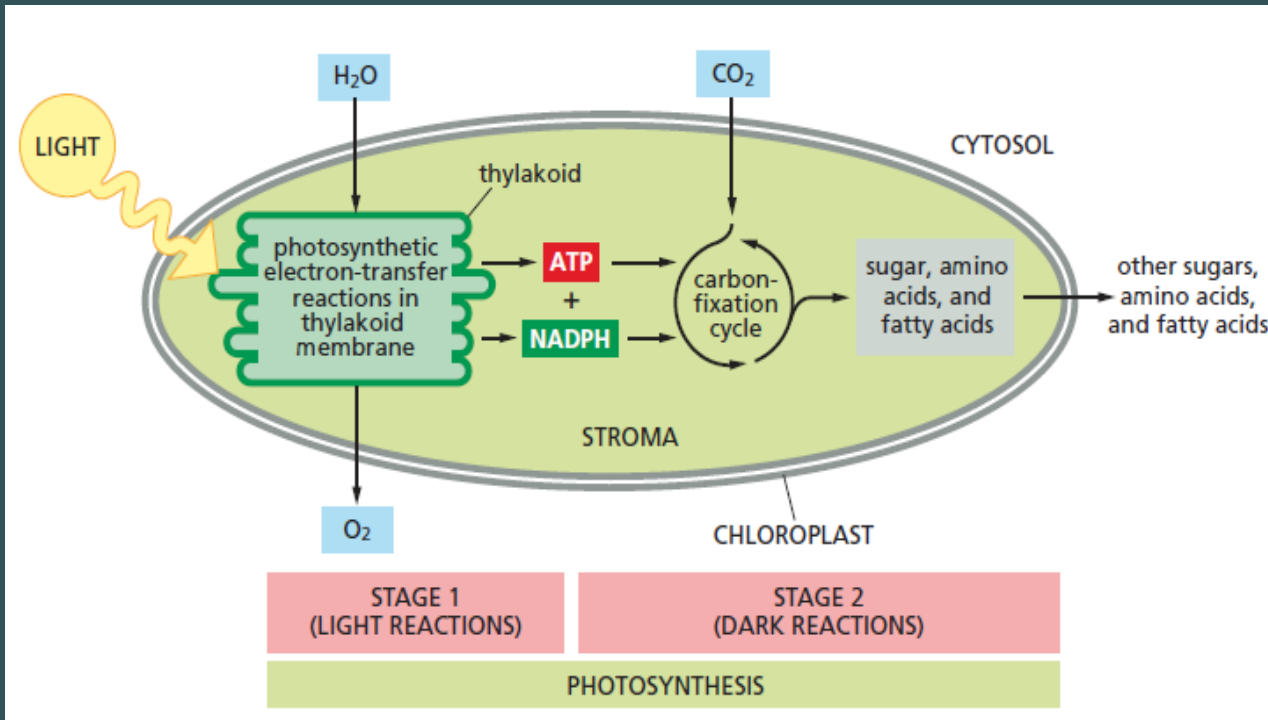 H₂O
CO₂
LIGHT
CYTOSOL
thylakoid
photosynthetic
electron-transfer
reactions in
thylakoid
membrane
ATP
+
NADPH
carbon-
fixation
cycle
sugar, amino
acids, and
fatty acids
other sugars,
amino acids,
and fatty acids
STROMA
O₂
CHLOROPLAST
STAGE 1
(LIGHT REACTIONS)
STAGE 2
(DARK REACTIONS)
PHOTOSYNTHESIS